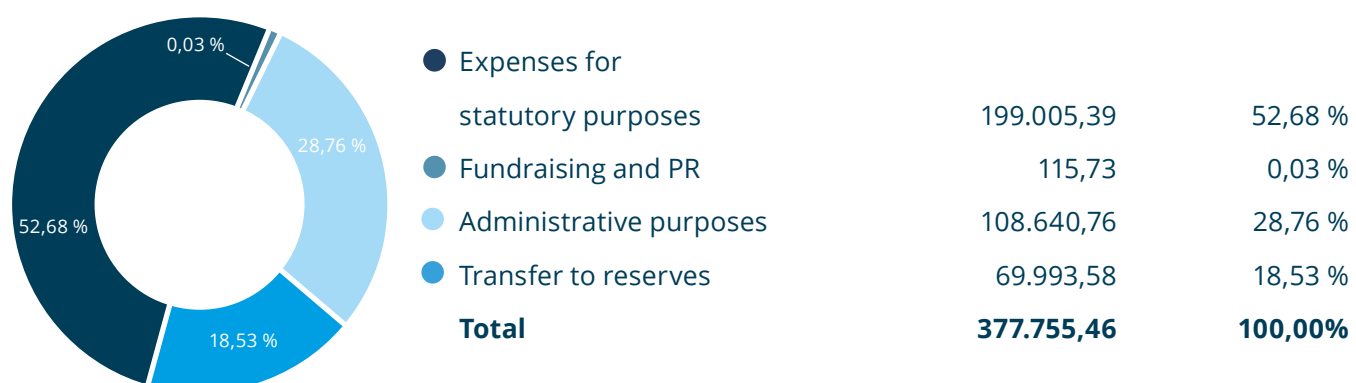 0,03 %
28,76 %
52,68 %
18,53 %
Expenses for
statutory purposes 199.005,39 52,68 %
Fundraising and PR 115,73 0,03 %
Administrative purposes 108.640,76 28,76 %
Transfer to reserves 69.993,58 18,53 %
Total 377.755,46 100,00%